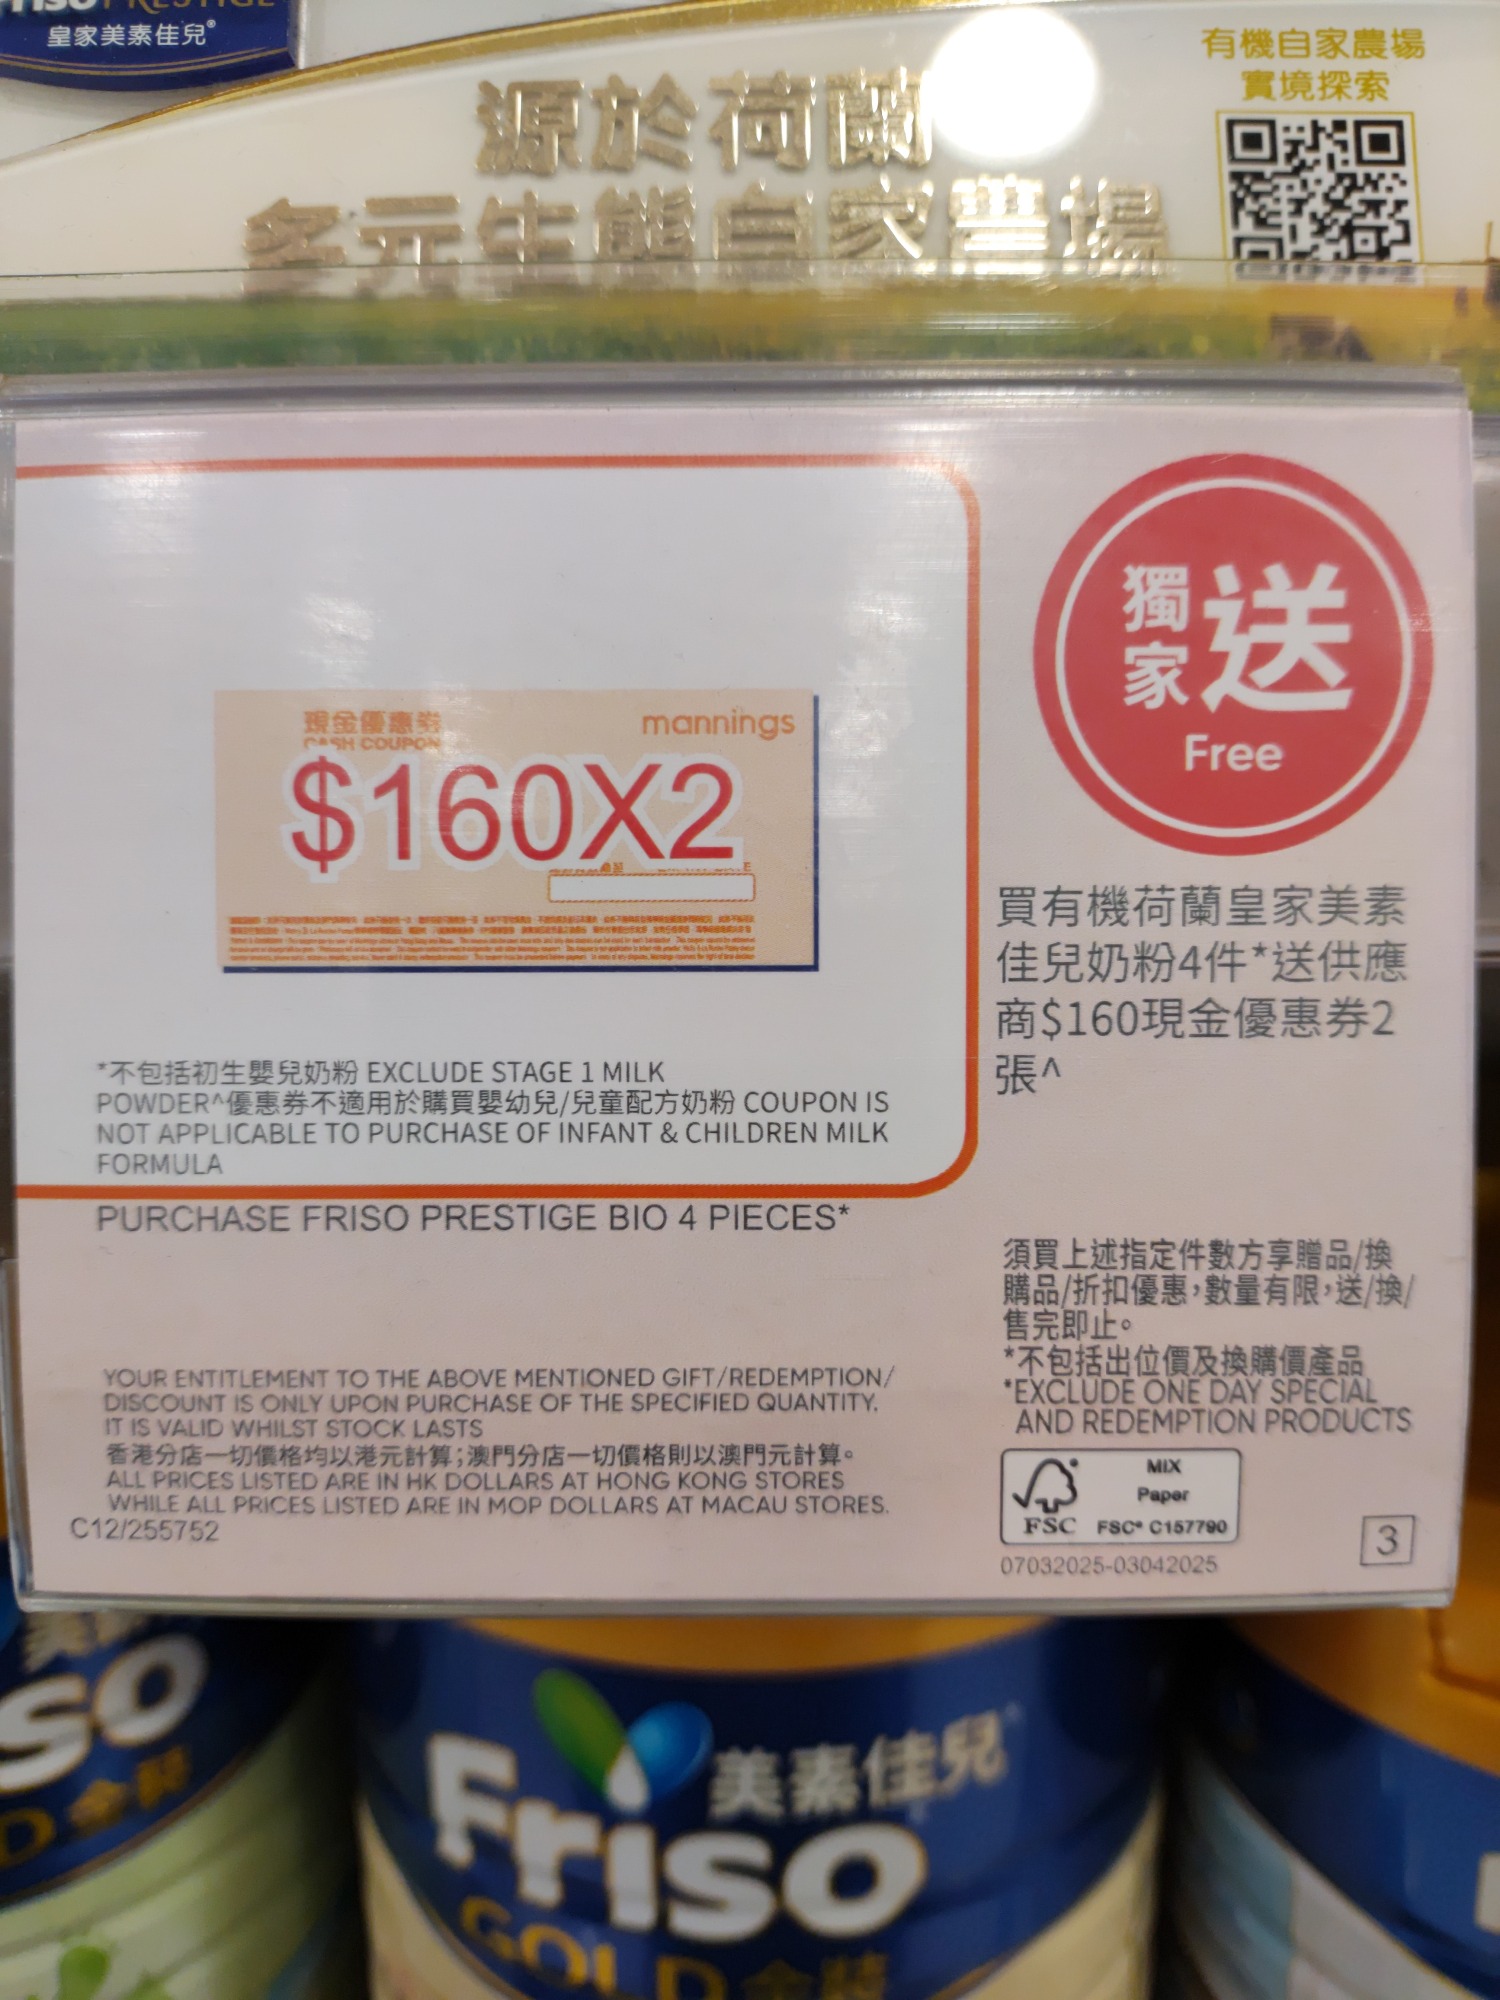 皇家美素佳兒®
有機自家農場
實境探索
源於荷蘭
多元生態自家農場
獨家送
Free
現金優惠券
mannings
CASH COUPON
$160X2
買有機荷蘭皇家美素
佳兒奶粉4件*送供應
商$160現金優惠券2
張^
*不包括初生嬰兒奶粉 EXCLUDE STAGE 1 MILK
POWDER^優惠券不適用於購買嬰幼兒/兒童配方奶粉 COUPON IS
NOT APPLICABLE TO PURCHASE OF INFANT & CHILDREN MILK
FORMULA
PURCHASE FRISO PRESTIGE BIO 4 PIECES*
須買上述指定件數方享贈品/換
購品/折扣優惠,數量有限,送/換/
售完即止。
*不包括出位價及換購價產品
*EXCLUDE ONE DAY SPECIAL
AND REDEMPTION PRODUCTS
YOUR ENTITLEMENT TO THE ABOVE MENTIONED GIFT/REDEMPTION/
DISCOUNT IS ONLY UPON PURCHASE OF THE SPECIFIED QUANTITY.
IT IS VALID WHILST STOCK LASTS
香港分店一切價格均以港元計算;澳門分店一切價格則以澳門元計算。
ALL PRICES LISTED ARE IN HK DOLLARS AT HONG KONG STORES
WHILE ALL PRICES LISTED ARE IN MOP DOLLARS AT MACAU STORES.
C12/255752
MIX
Paper
FSC FSC® C157790
07032025-03042025
3
美素佳兒
Friso
GOLD 金裝